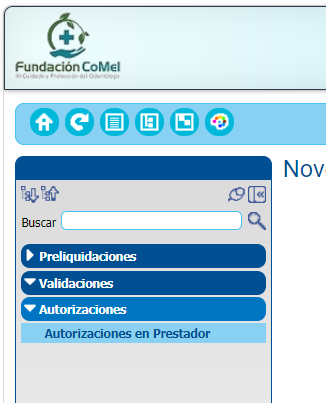 Fundación CoMel
Al Cuidado y Protección del Odontólogo
Nov
Buscar
Preliquidaciones
Validaciones
Autorizaciones
Autorizaciones en Prestador